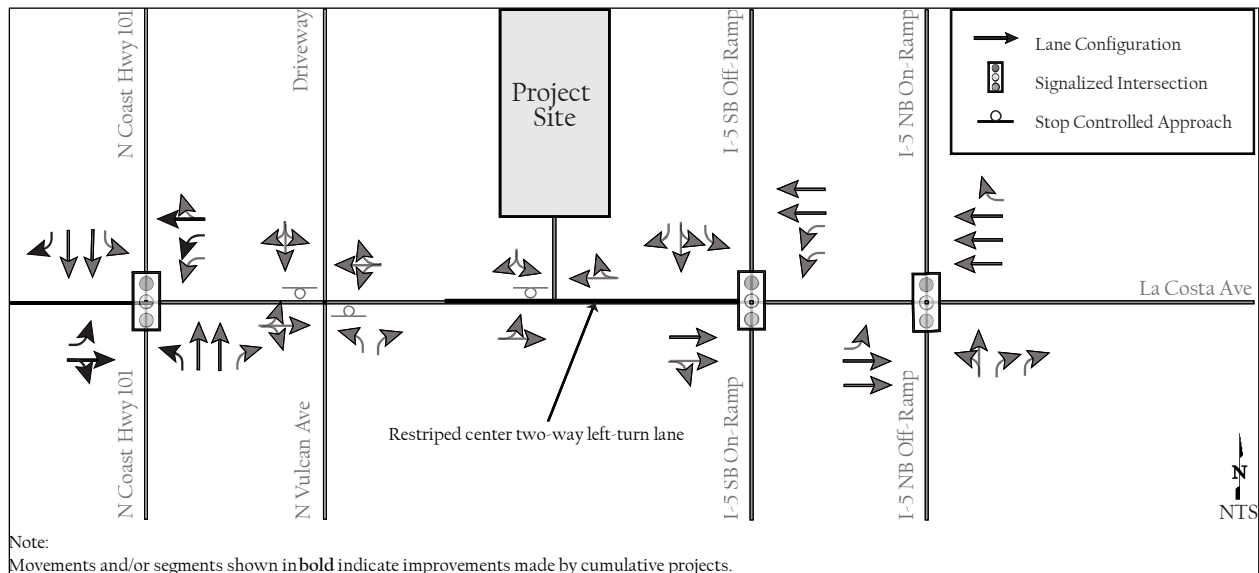 N Coast Hwy 101
Driveway
Project
Site
I-5 SB Off-Ramp
I-5 NB On-Ramp
Lane Configuration
Signalized Intersection
Stop Controlled Approach
La Costa Ave
N Coast Hwy 101
N Vulcan Ave
Restriped center two-way left-turn lane
I-5 SB On-Ramp
I-5 NB Off-Ramp
N
NTS
Note:
Movements and/or segments shown in bold indicate improvements made by cumulative projects.